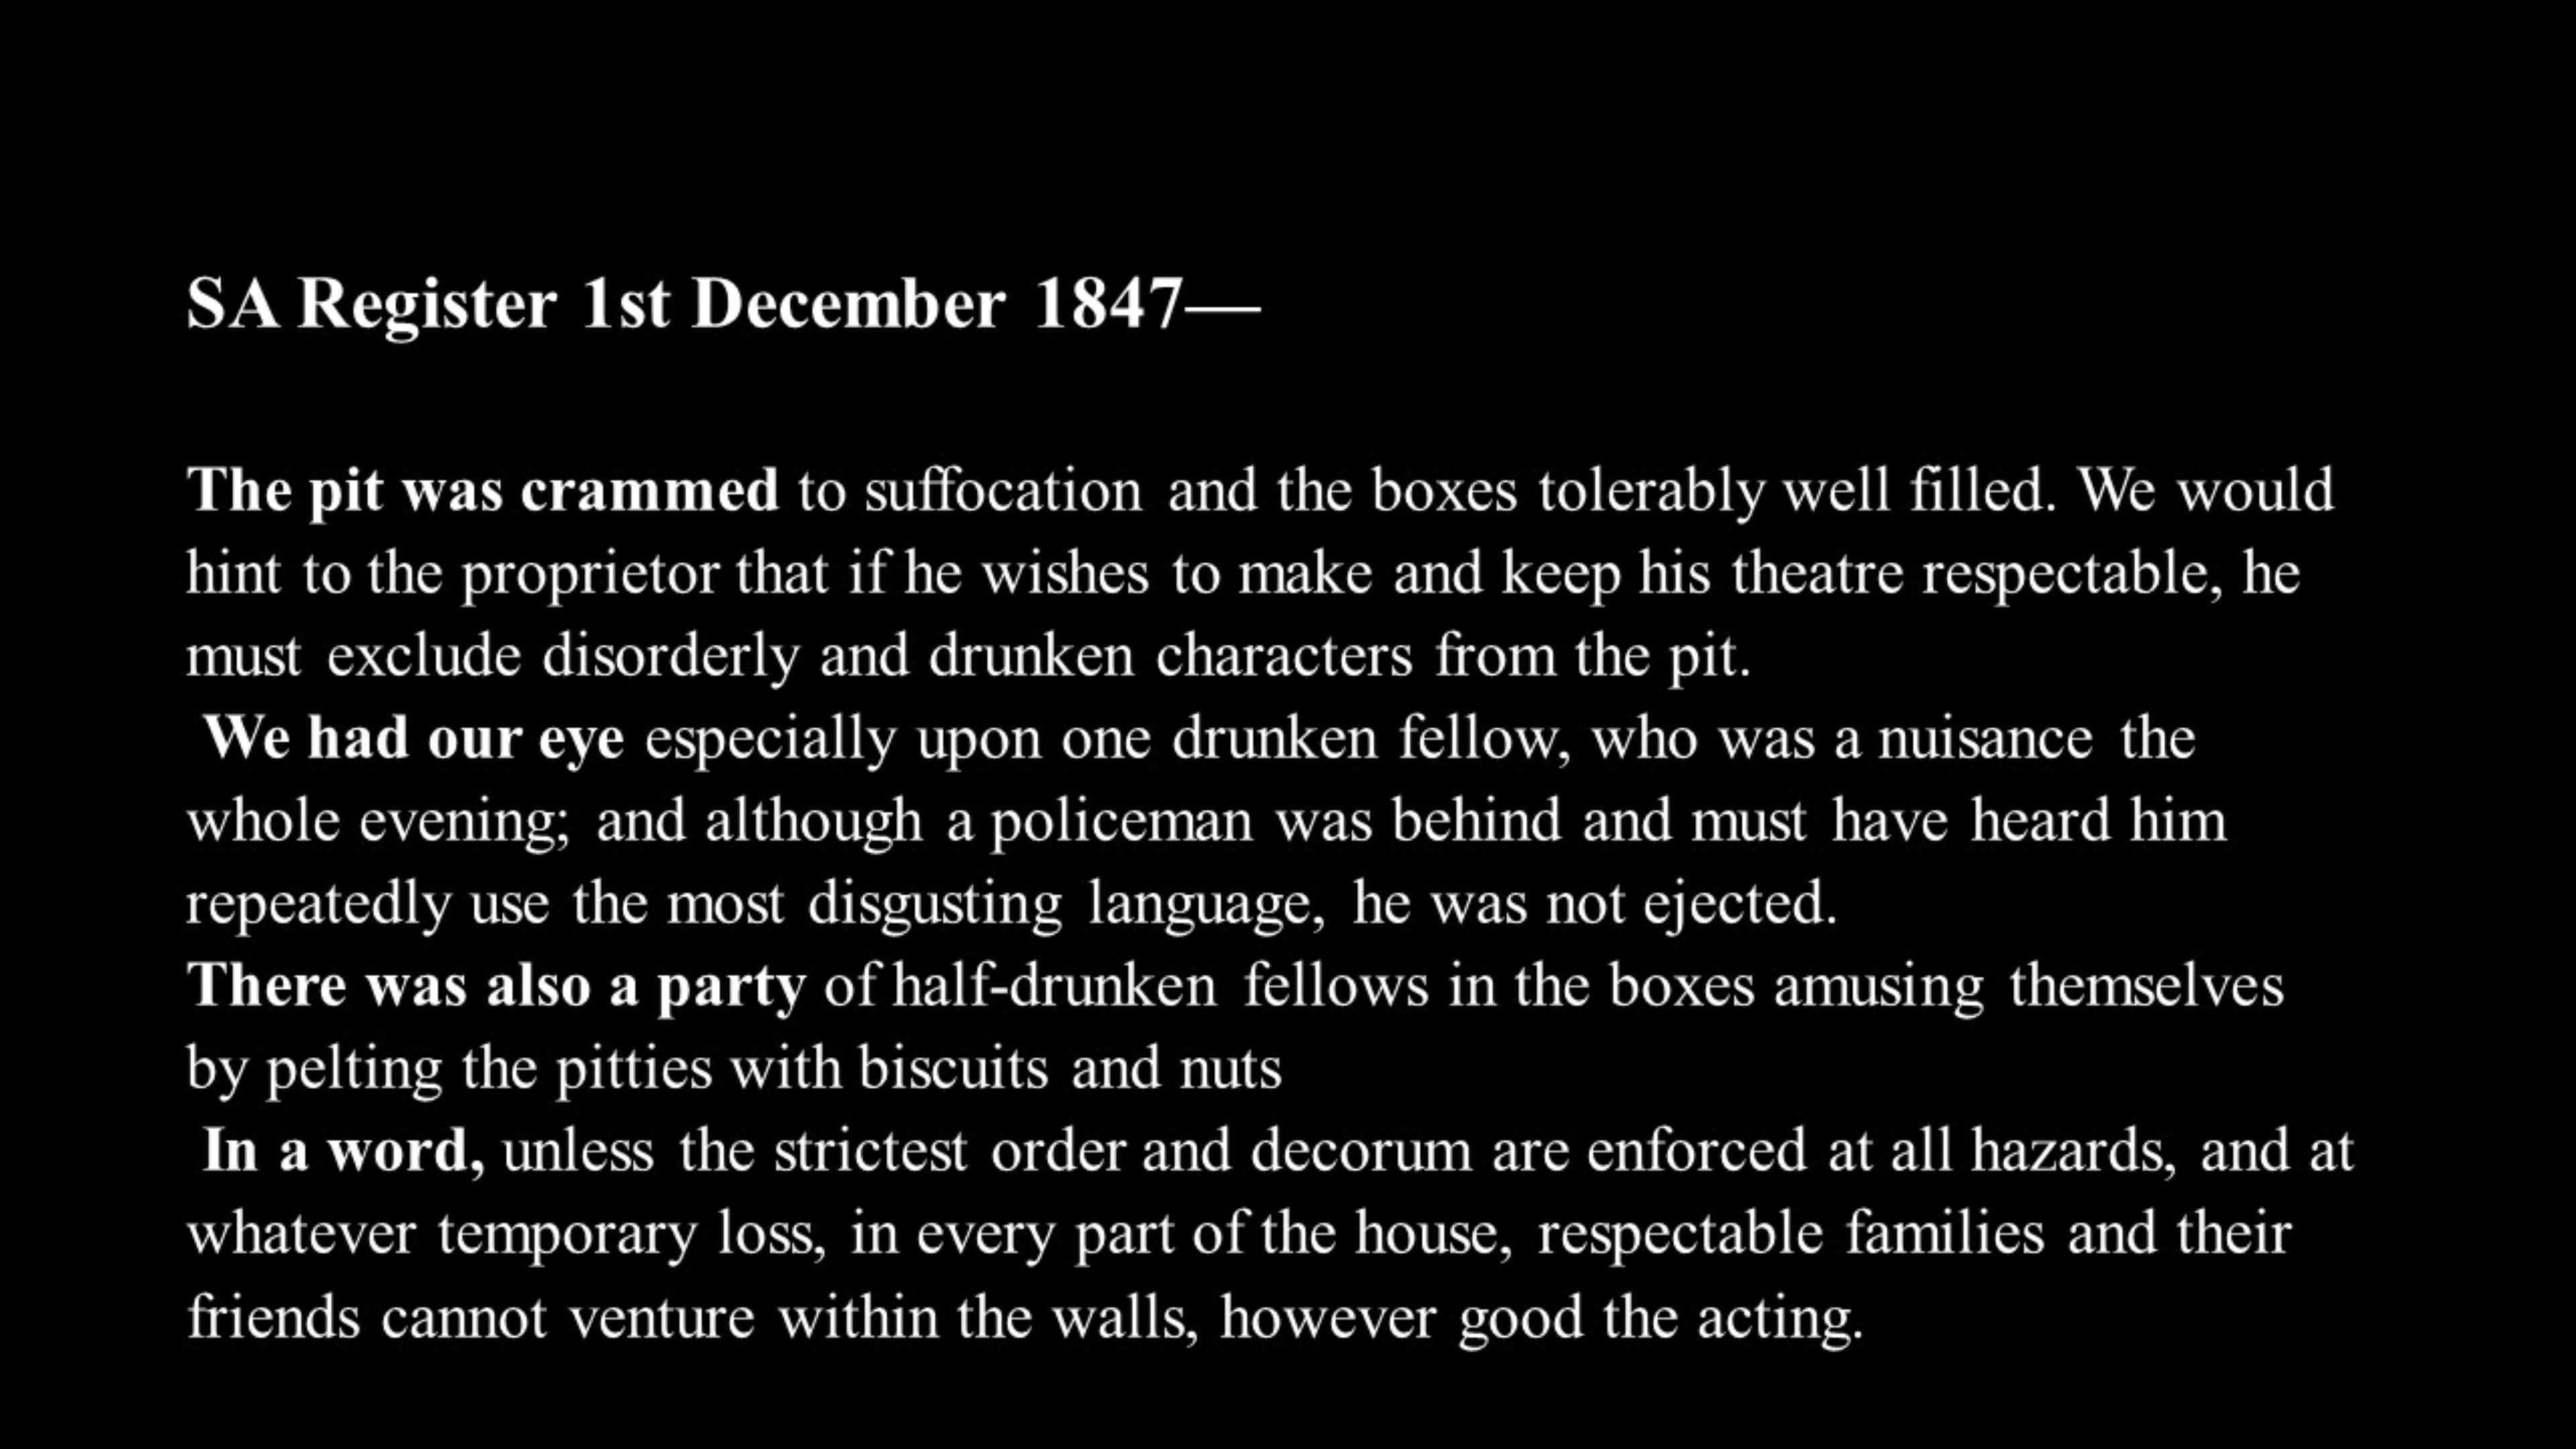 SA Register 1st December 1847—
The pit was crammed to suffocation and the boxes tolerably well filled. We would
hint to the proprietor that if he wishes to make and keep his theatre respectable, he
must exclude disorderly and drunken characters from the pit.
We had our eye especially upon one drunken fellow, who was a nuisance the
whole evening; and although a policeman was behind and must have heard him
repeatedly use the most disgusting language, he was not ejected.
There was also a party of half-drunken fellows in the boxes amusing themselves
by pelting the pitties with biscuits and nuts
In a word, unless the strictest order and decorum are enforced at all hazards, and at
whatever temporary loss, in every part of the house, respectable families and their
friends cannot venture within the walls, however good the acting.